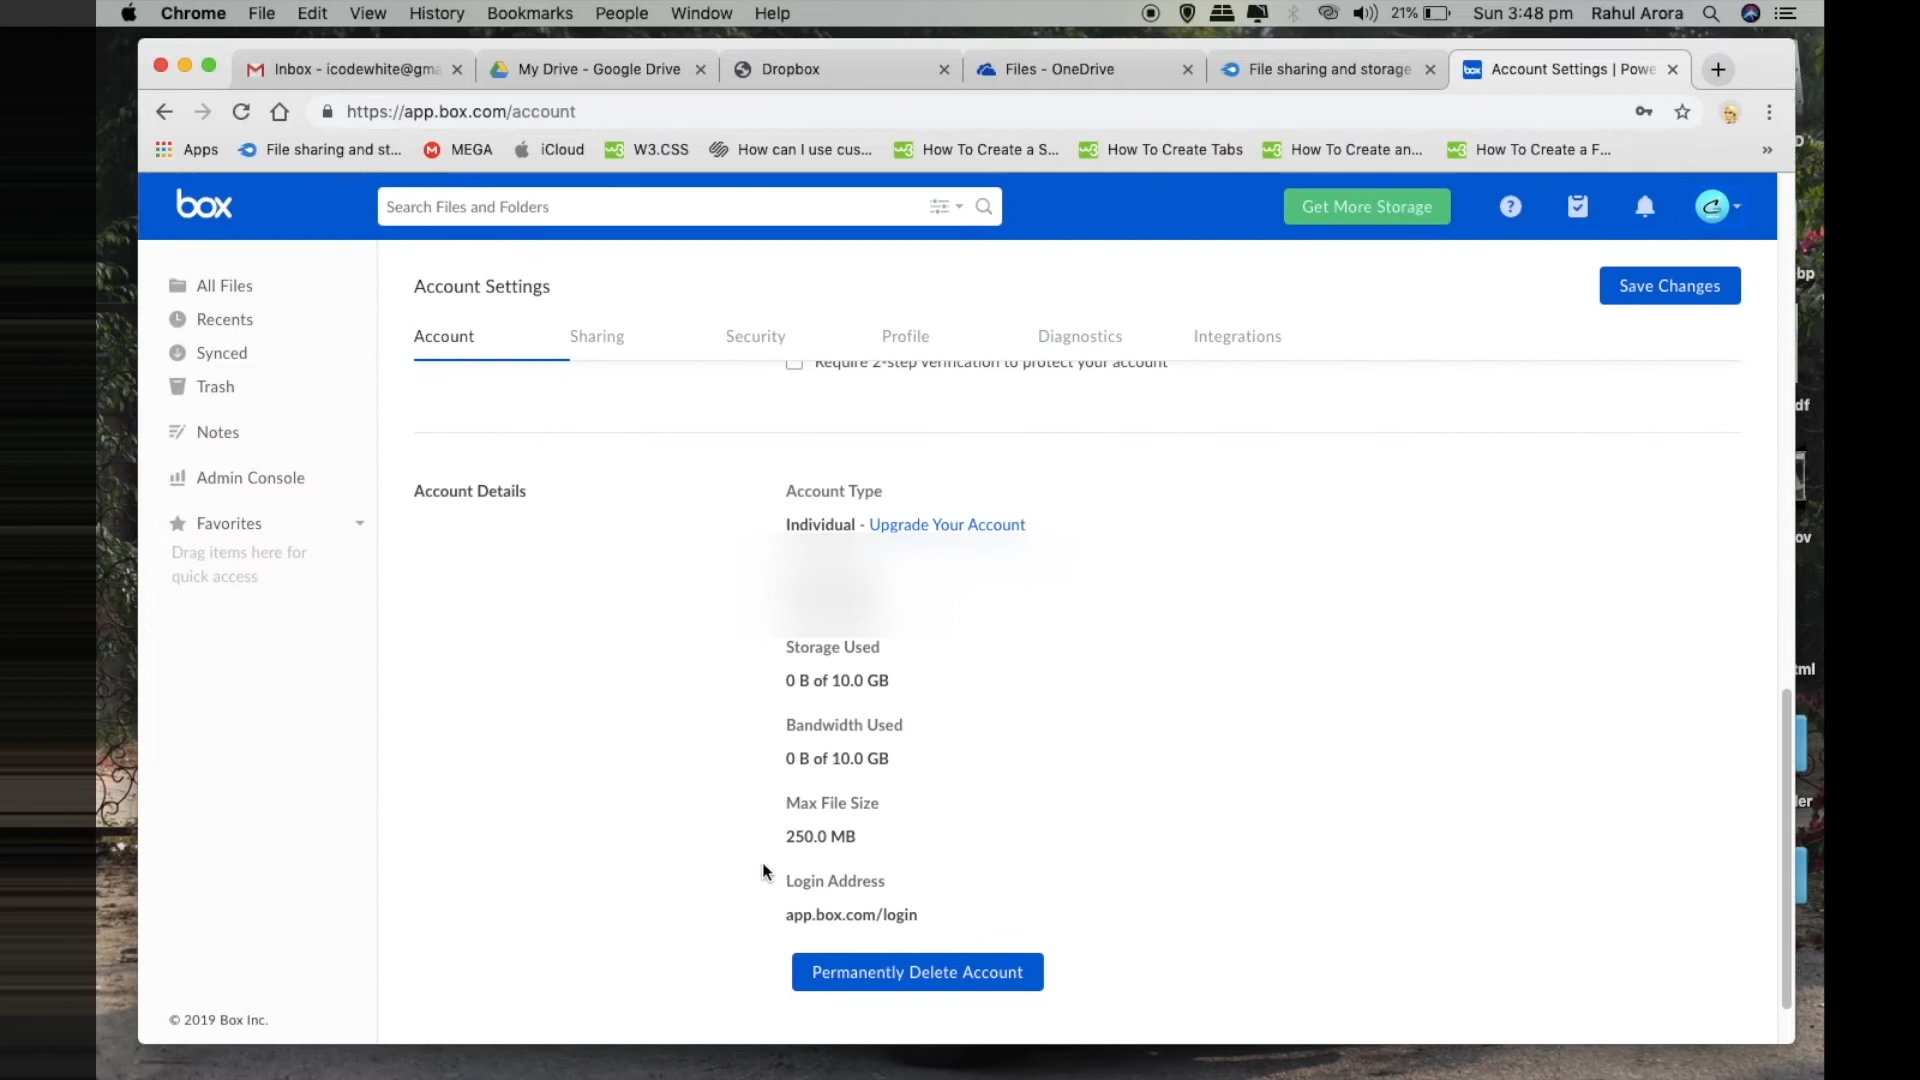 Chrome File Edit View History Bookmarks People Window Help 21% Sun 3:48 pm Rahul Arora
Inbox - icodewhite@gma My Drive - Google Drive Dropbox Files - OneDrive File sharing and storage Account Settings | Powe
https://app.box.com/account
Apps File sharing and st... MEGA iCloud W3.CSS How can I use cus... How To Create a S... How To Create Tabs How To Create an... How To Create a F...
box Search Files and Folders Get More Storage
All Files
Recents
Synced
Trash
Notes
Admin Console
Favorites
Drag items here for
quick access
© 2019 Box Inc.
Account Settings Save Changes
Account Sharing Security Profile Diagnostics Integrations
Require 2-step verification to protect your account
Account Details
Account Type
Individual - Upgrade Your Account
Storage Used
0 B of 10.0 GB
Bandwidth Used
0 B of 10.0 GB
Max File Size
250.0 MB
Login Address
app.box.com/login
Permanently Delete Account